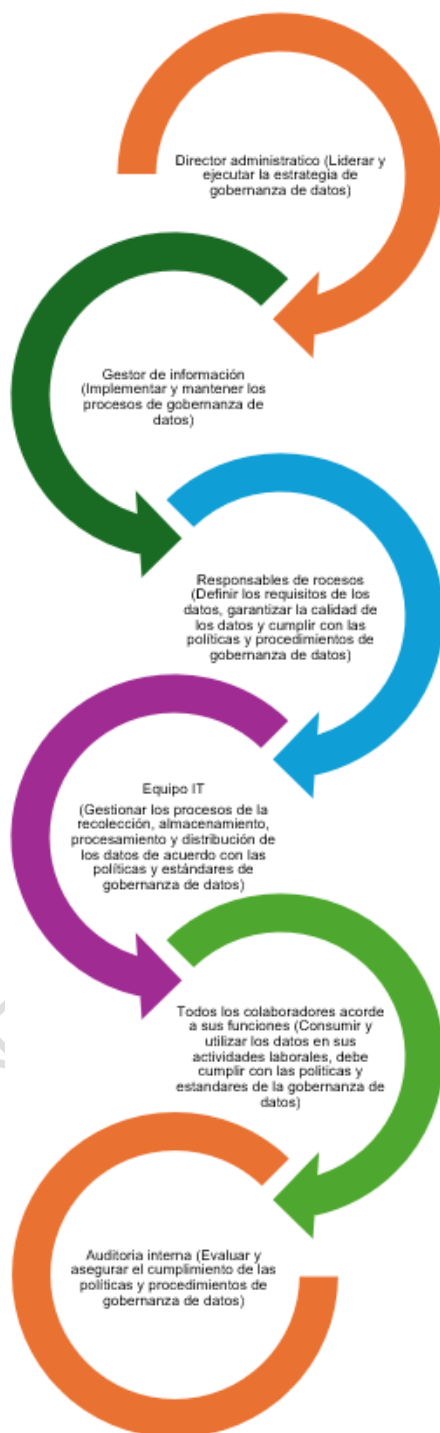 Director administratico (Liderar y
ejecutar la estrategia de
gobernanza de datos)
Gestor de información
(Implementar y mantener los
procesos de gobernanza de
datos)
Responsables de rocesos
(Definir los requisitos de los
datos, garantizar la calidad de
los datos y cumplir con las
políticas y procedimientos de
gobernanza de datos)
Equipo IT
(Gestionar los procesos de la
recolección, almacenamiento,
procesamiento y distribución de
los datos de acuerdo con las
políticas y estándares de
gobernanza de datos)
Todos los colaboradores acorde
a sus funciones (Consumir y
utilizar los datos en sus
actividades laborales, debe
cumplir con las politicas y
estandares de la gobernanza de
datos)
Auditoria interna (Evaluar y
asegurar el cumplimiento de las
políticas y procedimientos de
gobernanza de datos)